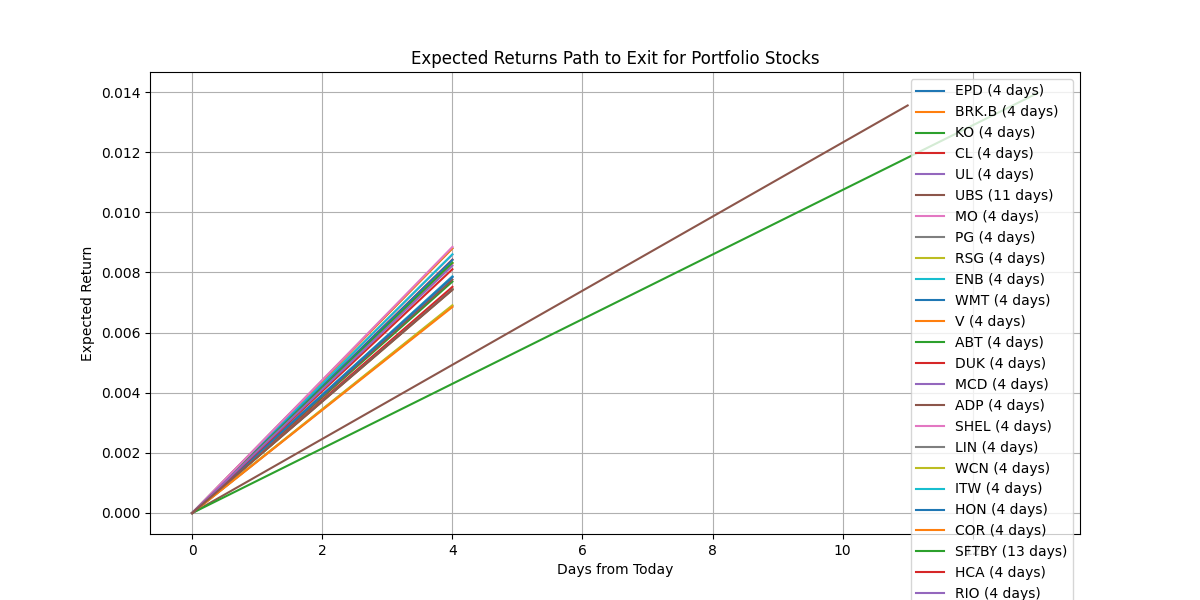 Expected Returns Path to Exit for Portfolio Stocks
Expected Return
0.014
0.012
0.010
0.008
0.006
0.004
0.002
0.000
0 2 4 6 8 10
Days from Today
EPD (4 days)
BRK.B (4 days)
KO (4 days)
CL (4 days)
UL (4 days)
UBS (11 days)
MO (4 days)
PG (4 days)
RSG (4 days)
ENB (4 days)
WMT (4 days)
V (4 days)
ABT (4 days)
DUK (4 days)
MCD (4 days)
ADP (4 days)
SHEL (4 days)
LIN (4 days)
WCN (4 days)
ITW (4 days)
HON (4 days)
COR (4 days)
SFTBY (13 days)
HCA (4 days)
RIO (4 days)